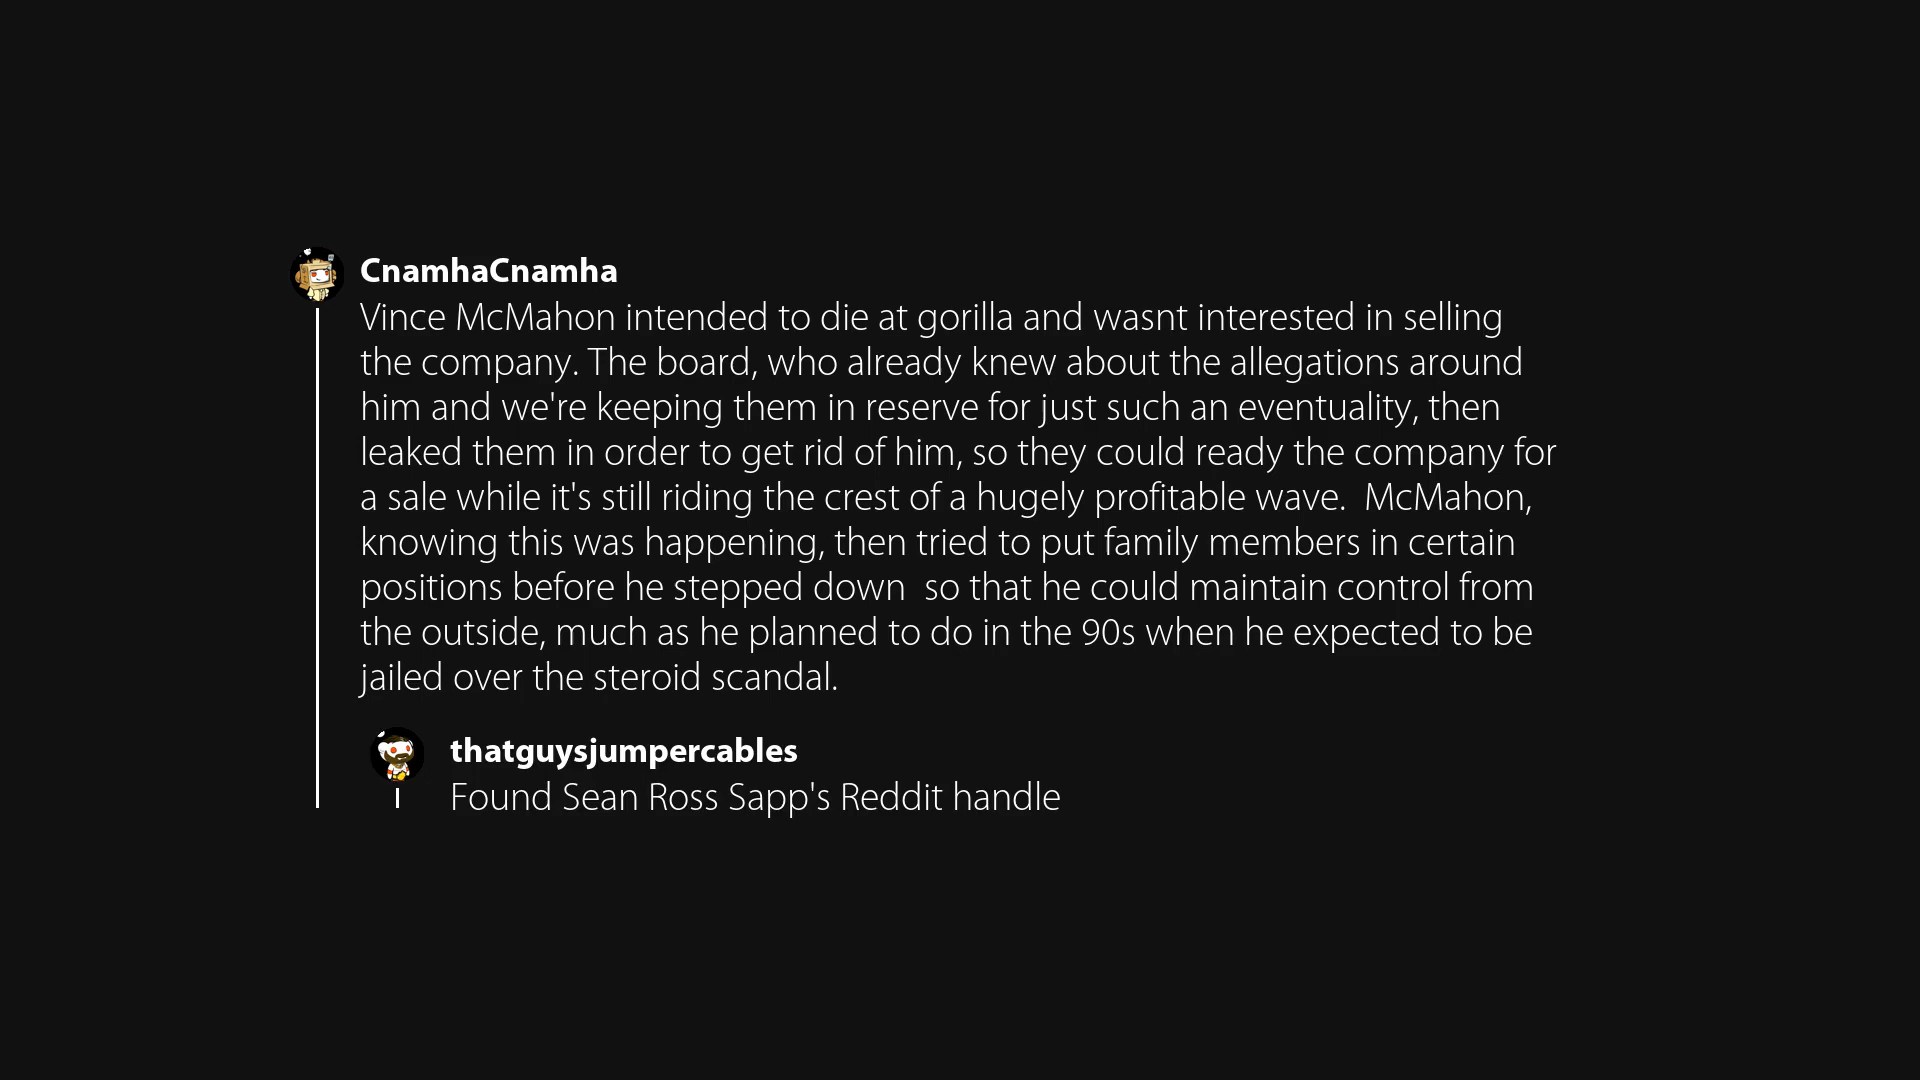 CnamhaCnamha
Vince McMahon intended to die at gorilla and wasnt interested in selling
the company. The board, who already knew about the allegations around
him and we're keeping them in reserve for just such an eventuality, then
leaked them in order to get rid of him, so they could ready the company for
a sale while it's still riding the crest of a hugely profitable wave.  McMahon,
knowing this was happening, then tried to put family members in certain
positions before he stepped down  so that he could maintain control from
the outside, much as he planned to do in the 90s when he expected to be
jailed over the steroid scandal.
thatguysjumpercables
Found Sean Ross Sapp's Reddit handle